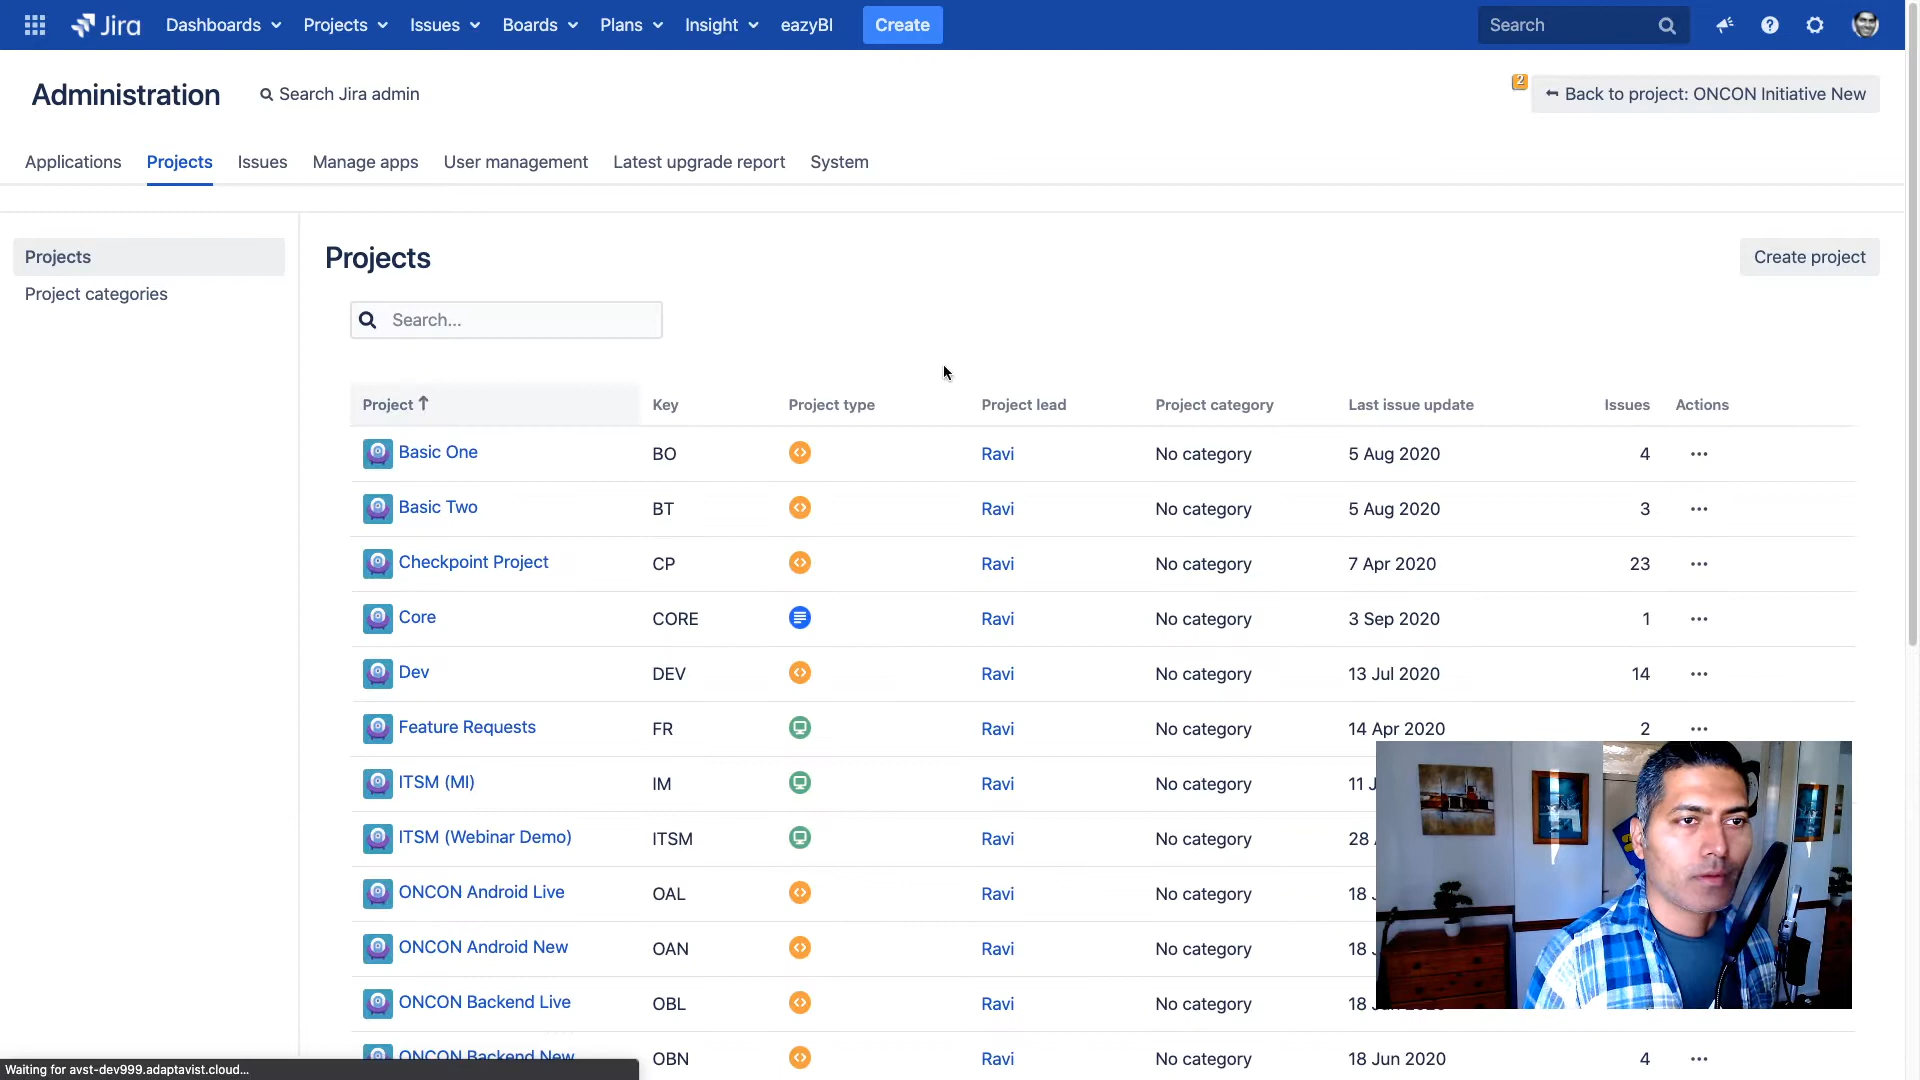 Jira Dashboards Projects Issues Boards Plans Insight eazyBI Create Search
Administration Search Jira admin 2 Back to project: ONCON Initiative New
Applications Projects Issues Manage apps User management Latest upgrade report System
Projects
Project categories
Projects Create project
Search...
Project Key Project type Project lead Project category Last issue update Issues Actions
Basic One BO Ravi No category 5 Aug 2020 4
Basic Two BT Ravi No category 5 Aug 2020 3
Checkpoint Project CP Ravi No category 7 Apr 2020 23
Core CORE Ravi No category 3 Sep 2020 1
Dev DEV Ravi No category 13 Jul 2020 14
Feature Requests FR Ravi No category 14 Apr 2020 2
ITSM (MI) IM Ravi No category 11
ITSM (Webinar Demo) ITSM Ravi No category 28
ONCON Android Live OAL Ravi No category 18
ONCON Android New OAN Ravi No category 18
ONCON Backend Live OBL Ravi No category 18
ONCON Backend New OBN Ravi No category 18 Jun 2020 4
Waiting for avst-dev999.adaptavist.cloud...